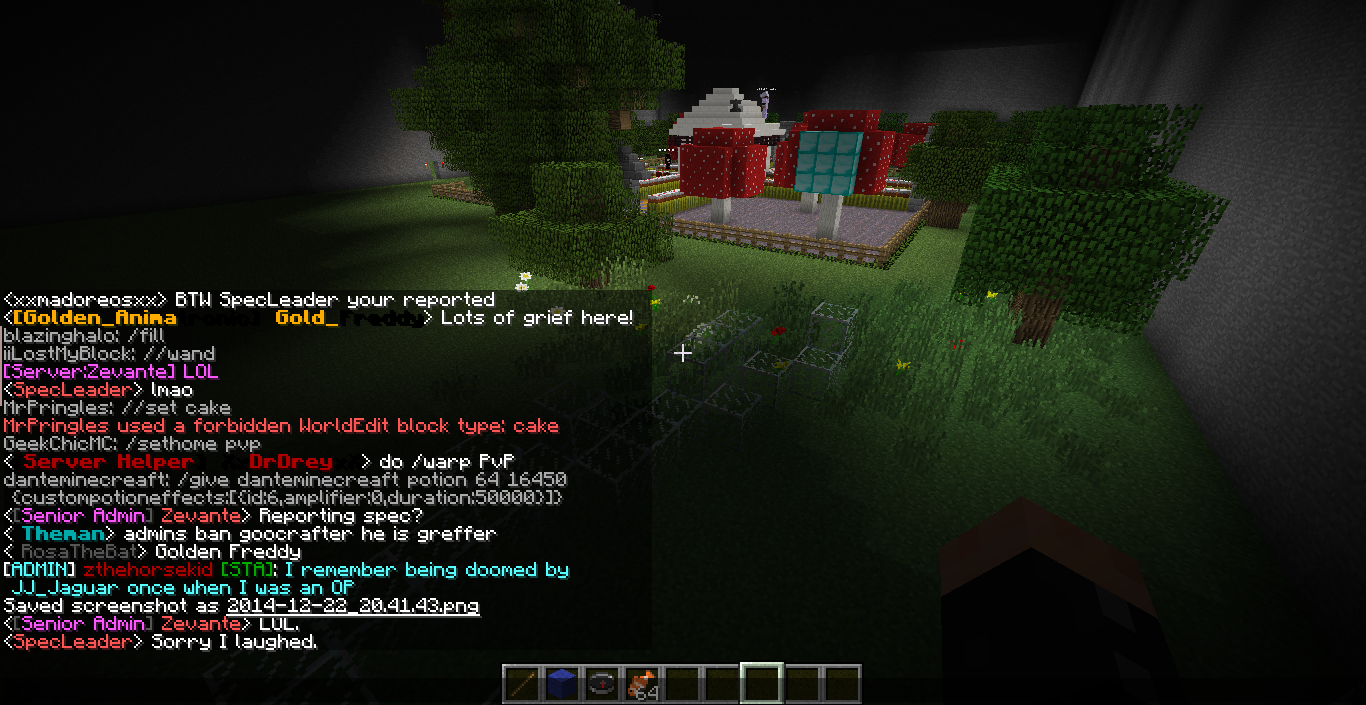 <xxmadoreosxx> BTW SpecLeader your reported
<[Golden_Animatronic] Gold_Freddy> Lots of grief here!
blazinghalo: /fill
iiLostMyBlock: //wand
[Server:Zevante] LOL
<SpecLeader> lmao
MrPringles: //set cake
MrPringles used a forbidden WorldEdit block type: cake
GeekChicMC: /sethome pvp
< Server Helper DrDrey > do /warp PvP
danteminecreaft: /give danteminecreaft potion 64 16450
{custompotioneffects:[{id:6,amplifier:0,duration:50000}]}
<[Senior Admin] Zevante> Reporting spec?
< Theman> admins ban goocrafter he is greffer
< RosaTheBat> Golden Freddy
[ADMIN] zthehorsekid [STA]: I remember being doomed by
JJ_Jaguar once when I was an OP
Saved screenshot as 2014-12-22_20.41.43.png
<[Senior Admin] Zevante> LOL.
<SpecLeader> Sorry I laughed.
64